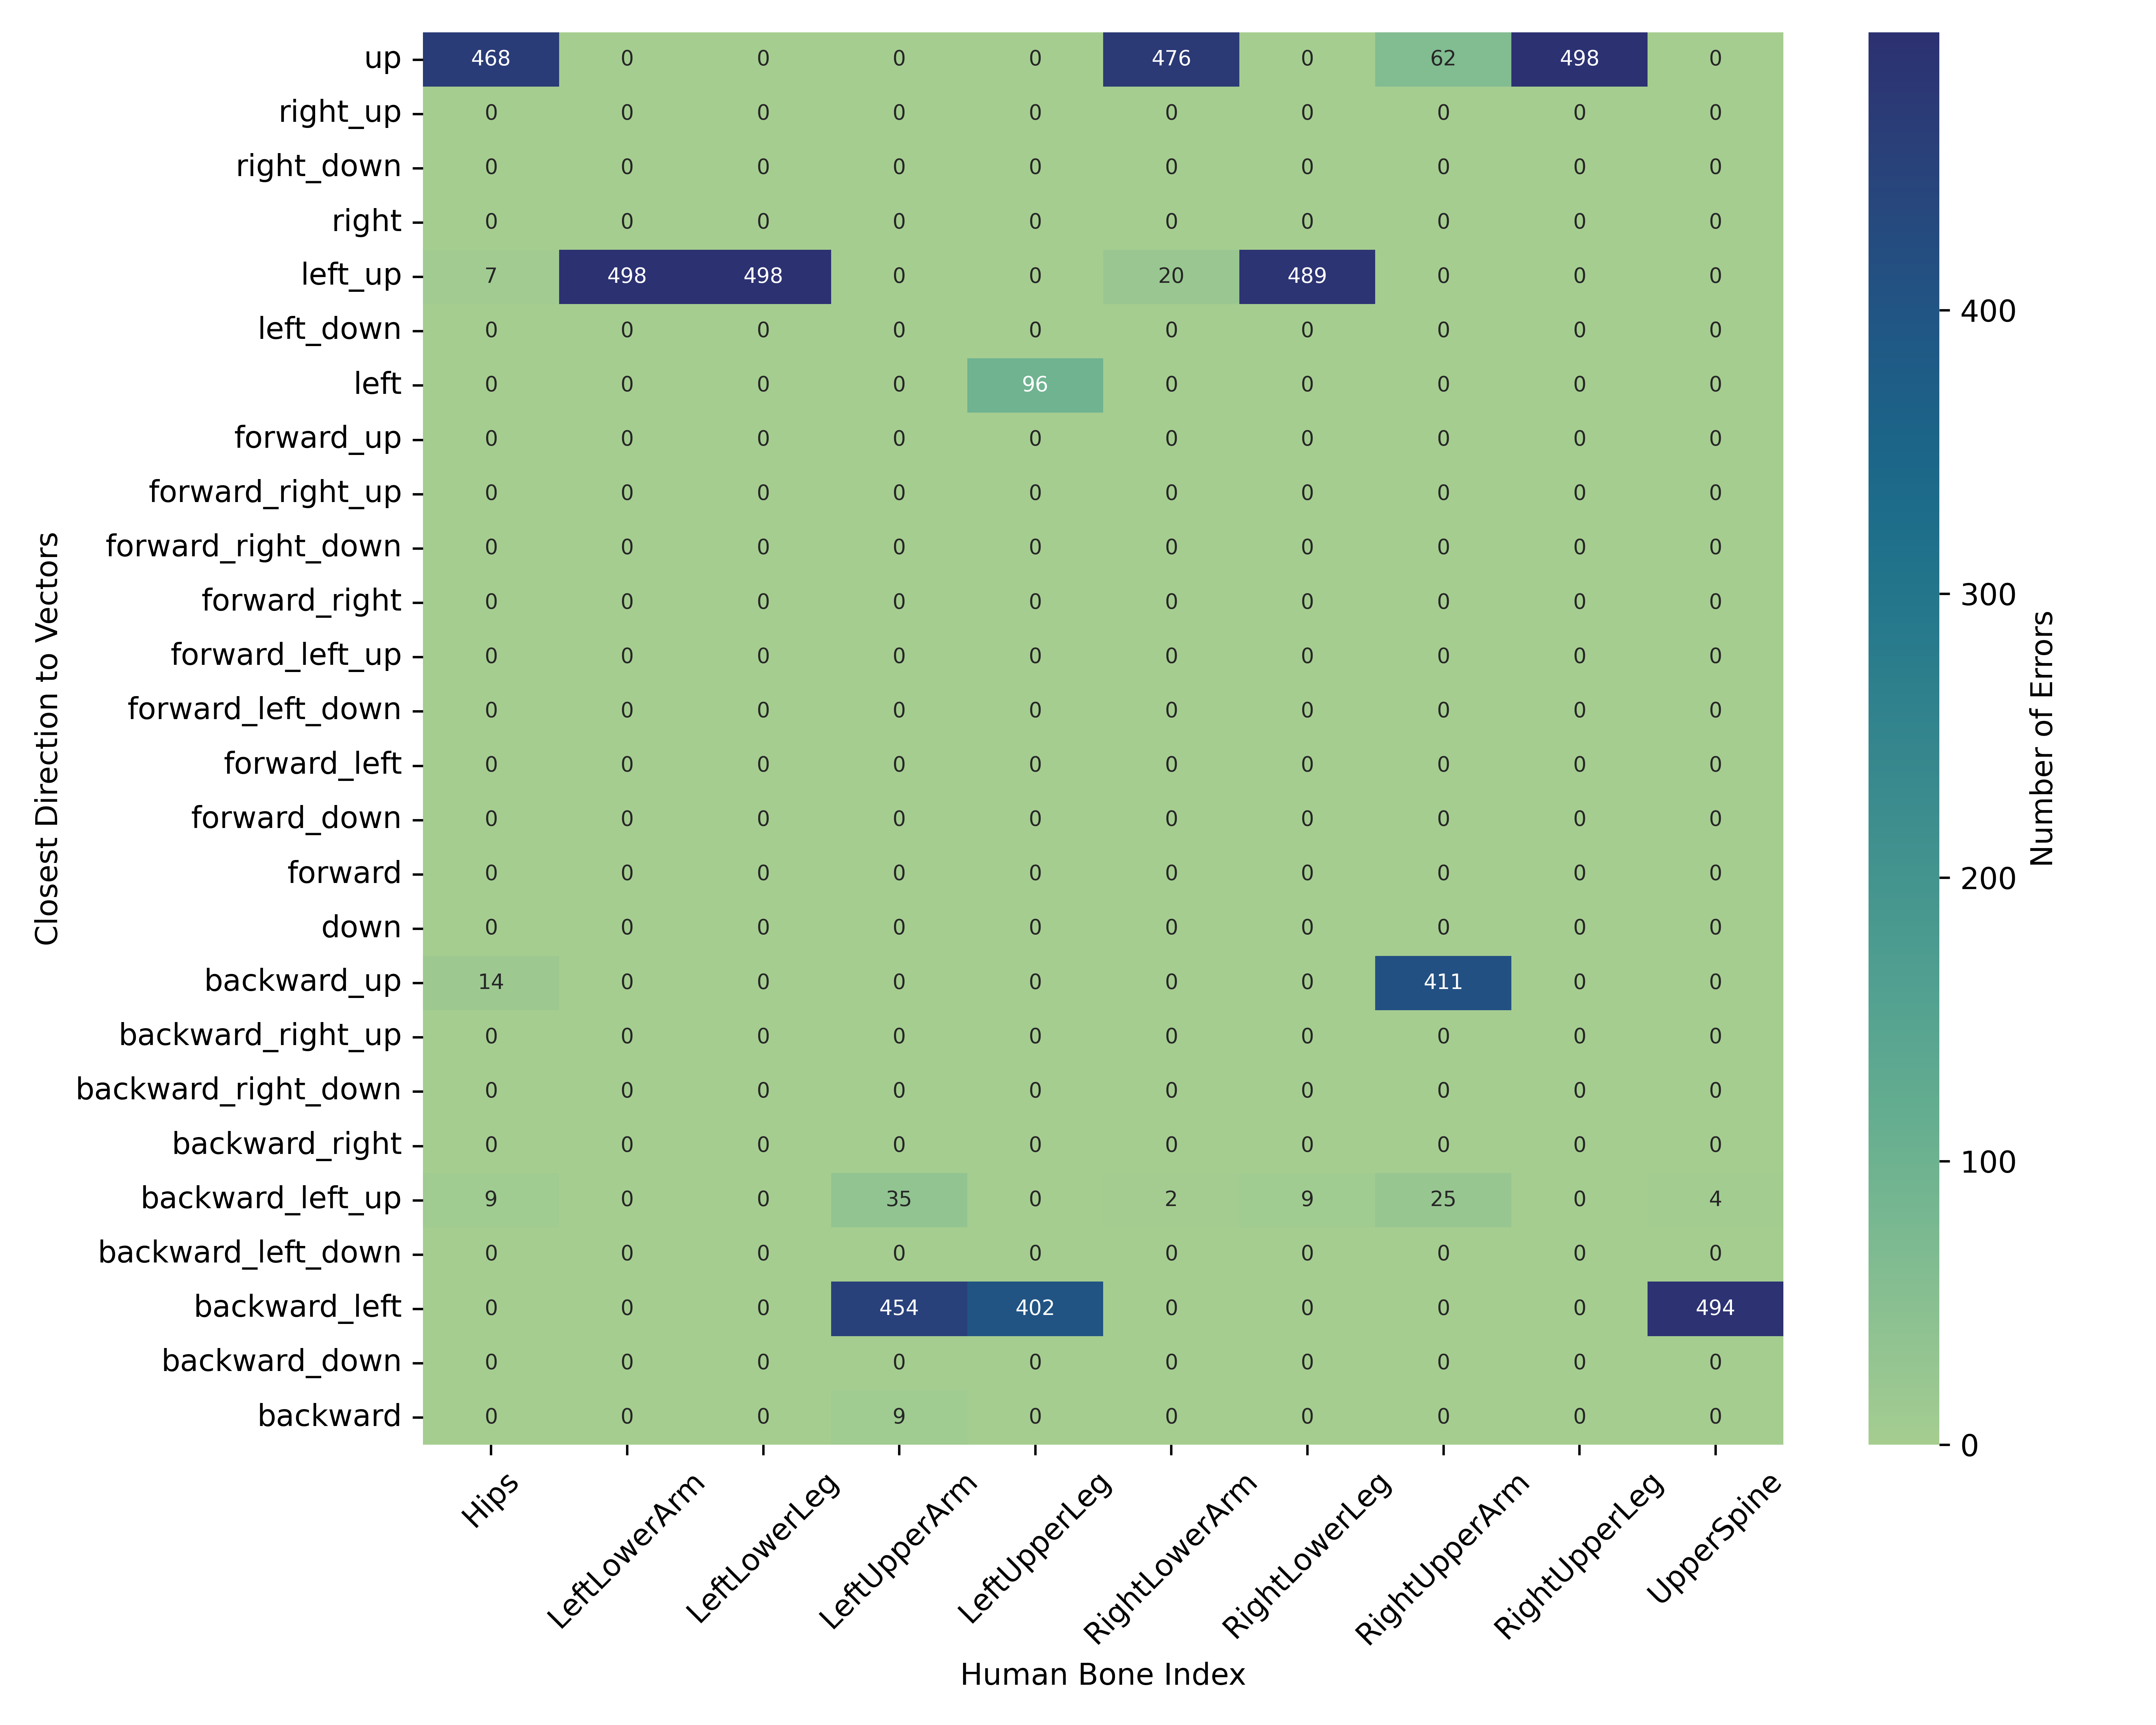 Closest Direction to Vectors
up 468 0 0 0 0 476 0 62 498 0
right_up 0 0 0 0 0 0 0 0 0 0
right_down 0 0 0 0 0 0 0 0 0 0
right 0 0 0 0 0 0 0 0 0 0
left_up 7 498 498 0 0 20 489 0 0 0
left_down 0 0 0 0 0 0 0 0 0 0
left 0 0 0 0 96 0 0 0 0 0
forward_up 0 0 0 0 0 0 0 0 0 0
forward_right_up 0 0 0 0 0 0 0 0 0 0
forward_right_down 0 0 0 0 0 0 0 0 0 0
forward_right 0 0 0 0 0 0 0 0 0 0
forward_left_up 0 0 0 0 0 0 0 0 0 0
forward_left_down 0 0 0 0 0 0 0 0 0 0
forward_left 0 0 0 0 0 0 0 0 0 0
forward_down 0 0 0 0 0 0 0 0 0 0
forward 0 0 0 0 0 0 0 0 0 0
down 0 0 0 0 0 0 0 0 0 0
backward_up 14 0 0 0 0 0 0 411 0 0
backward_right_up 0 0 0 0 0 0 0 0 0 0
backward_right_down 0 0 0 0 0 0 0 0 0 0
backward_right 0 0 0 0 0 0 0 0 0 0
backward_left_up 9 0 0 35 0 2 9 25 0 4
backward_left_down 0 0 0 0 0 0 0 0 0 0
backward_left 0 0 0 454 402 0 0 0 0 494
backward_down 0 0 0 0 0 0 0 0 0 0
backward 0 0 0 9 0 0 0 0 0 0
Hips LeftLowerArm LeftLowerLeg LeftUpperArm LeftUpperLeg RightLowerArm RightLowerLeg RightUpperArm RightUpperLeg UpperSpine
Human Bone Index
400
300
200
100
0
Number of Errors